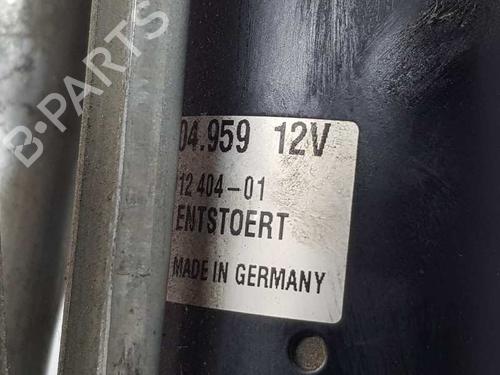 B-PARTS
04.959 12V
12 404-01
ENTSTOERT
MADE IN GERMANY